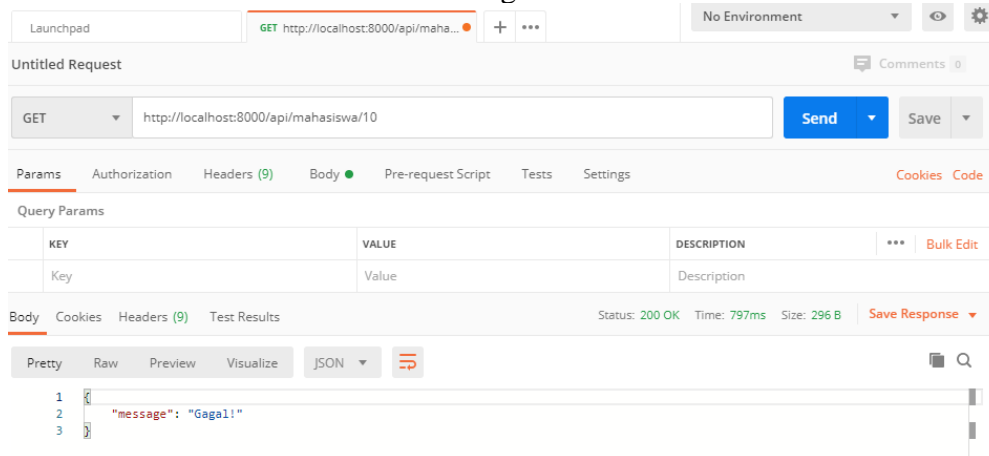 Launchpad GET http://localhost:8000/api/maha... + ••• No Environment
Untitled Request Comments 0
GET http://localhost:8000/api/mahasiswa/10 Send Save
Params Authorization Headers (9) Body Pre-request Script Tests Settings Cookies Code
Query Params
KEY VALUE DESCRIPTION ••• Bulk Edit
Key Value Description
Body Cookies Headers (9) Test Results Status: 200 OK Time: 797ms Size: 296 B Save Response
Pretty Raw Preview Visualize JSON
1 {
2 "message": "Gagal!"
3 }